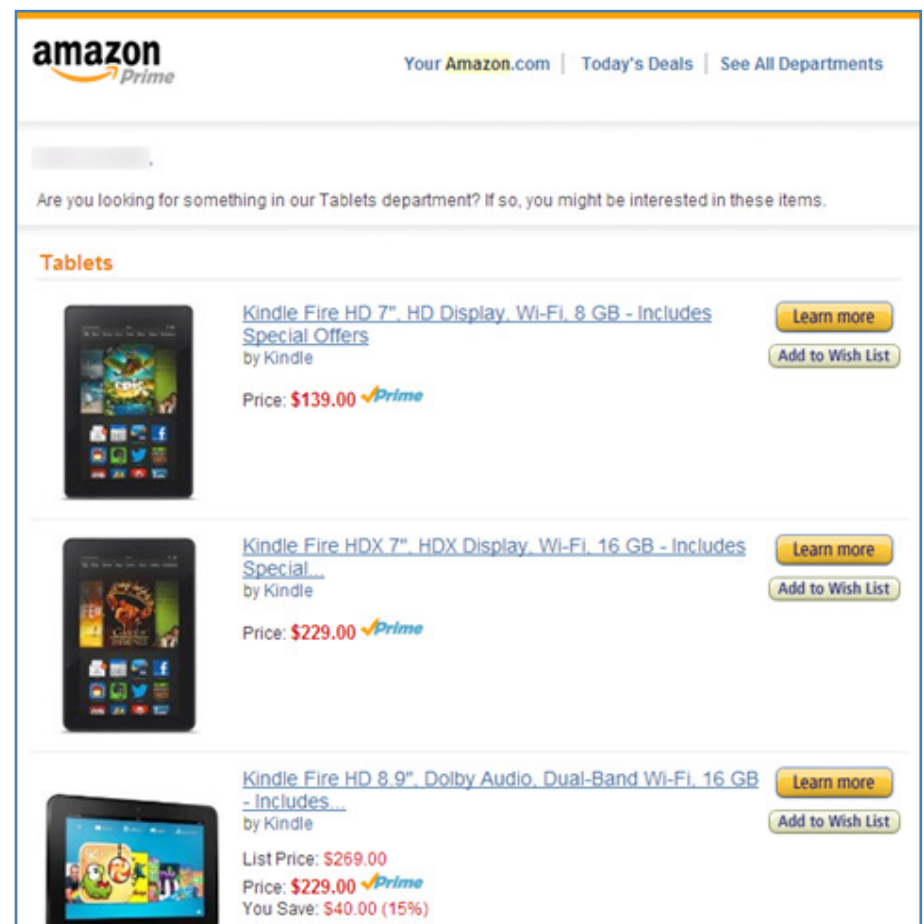 amazon
Prime
Your Amazon.com | Today's Deals | See All Departments
Are you looking for something in our Tablets department? If so, you might be interested in these items.
Tablets
Kindle Fire HD 7", HD Display, Wi-Fi, 8 GB - Includes
Special Offers
by Kindle
Price: $139.00 Prime
Learn more
Add to Wish List
epic
Kindle Fire HDX 7", HDX Display, Wi-Fi, 16 GB - Includes
Special...
by Kindle
Price: $229.00 Prime
Learn more
Add to Wish List
Kindle Fire HD 8.9", Dolby Audio, Dual-Band Wi-Fi, 16 GB
- Includes...
by Kindle
List Price: $269.00
Price: $229.00 Prime
You Save: $40.00 (15%)
Learn more
Add to Wish List